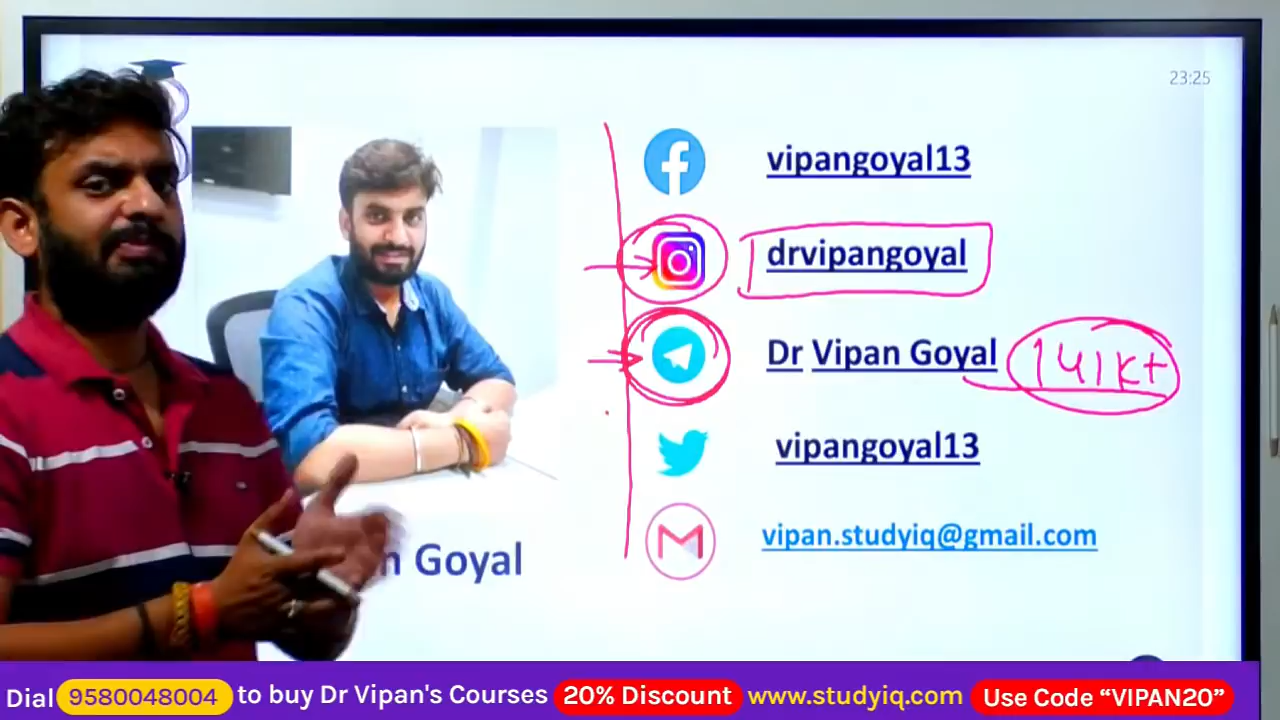 23:25
vipangoyal13
drvipangoyal
Dr Vipan Goyal 141K+
vipangoyal13
vipan.studyiq@gmail.com
Goyal
Dial 9580048004 to buy Dr Vipan's Courses 20% Discount www.studyiq.com Use Code “VIPAN20”